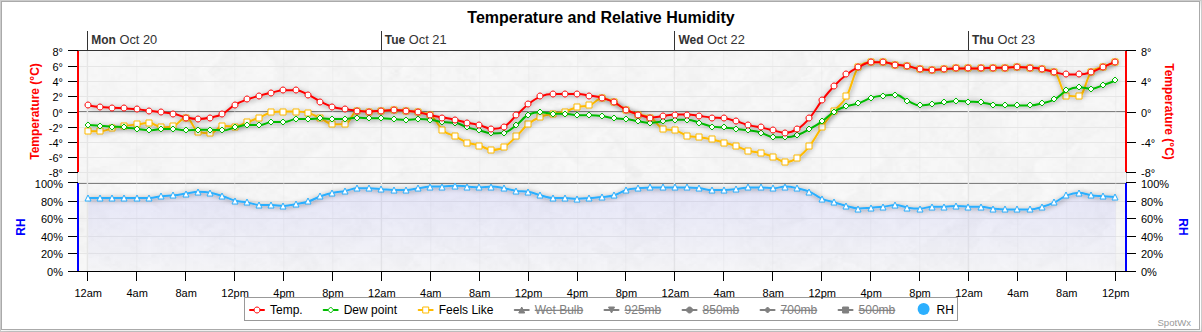 Temperature and Relative Humidity
Mon Oct 20 Tue Oct 21 Wed Oct 22 Thu Oct 23
8° 8°
6°
4° 4°
2°
0° 0°
-2°
-4° -4°
-6°
-8° -8°
Temperature (°C) Temperature (°C)
100% 100%
80% 80%
60% 60%
40% 40%
20% 20%
0% 0%
RH RH
12am 4am 8am 12pm 4pm 8pm 12am 4am 8am 12pm 4pm 8pm 12am 4am 8am 12pm 4pm 8pm 12am 4am 8am 12pm
Temp. Dew point Feels Like Wet Bulb 925mb 850mb 700mb 500mb RH
SpotWx